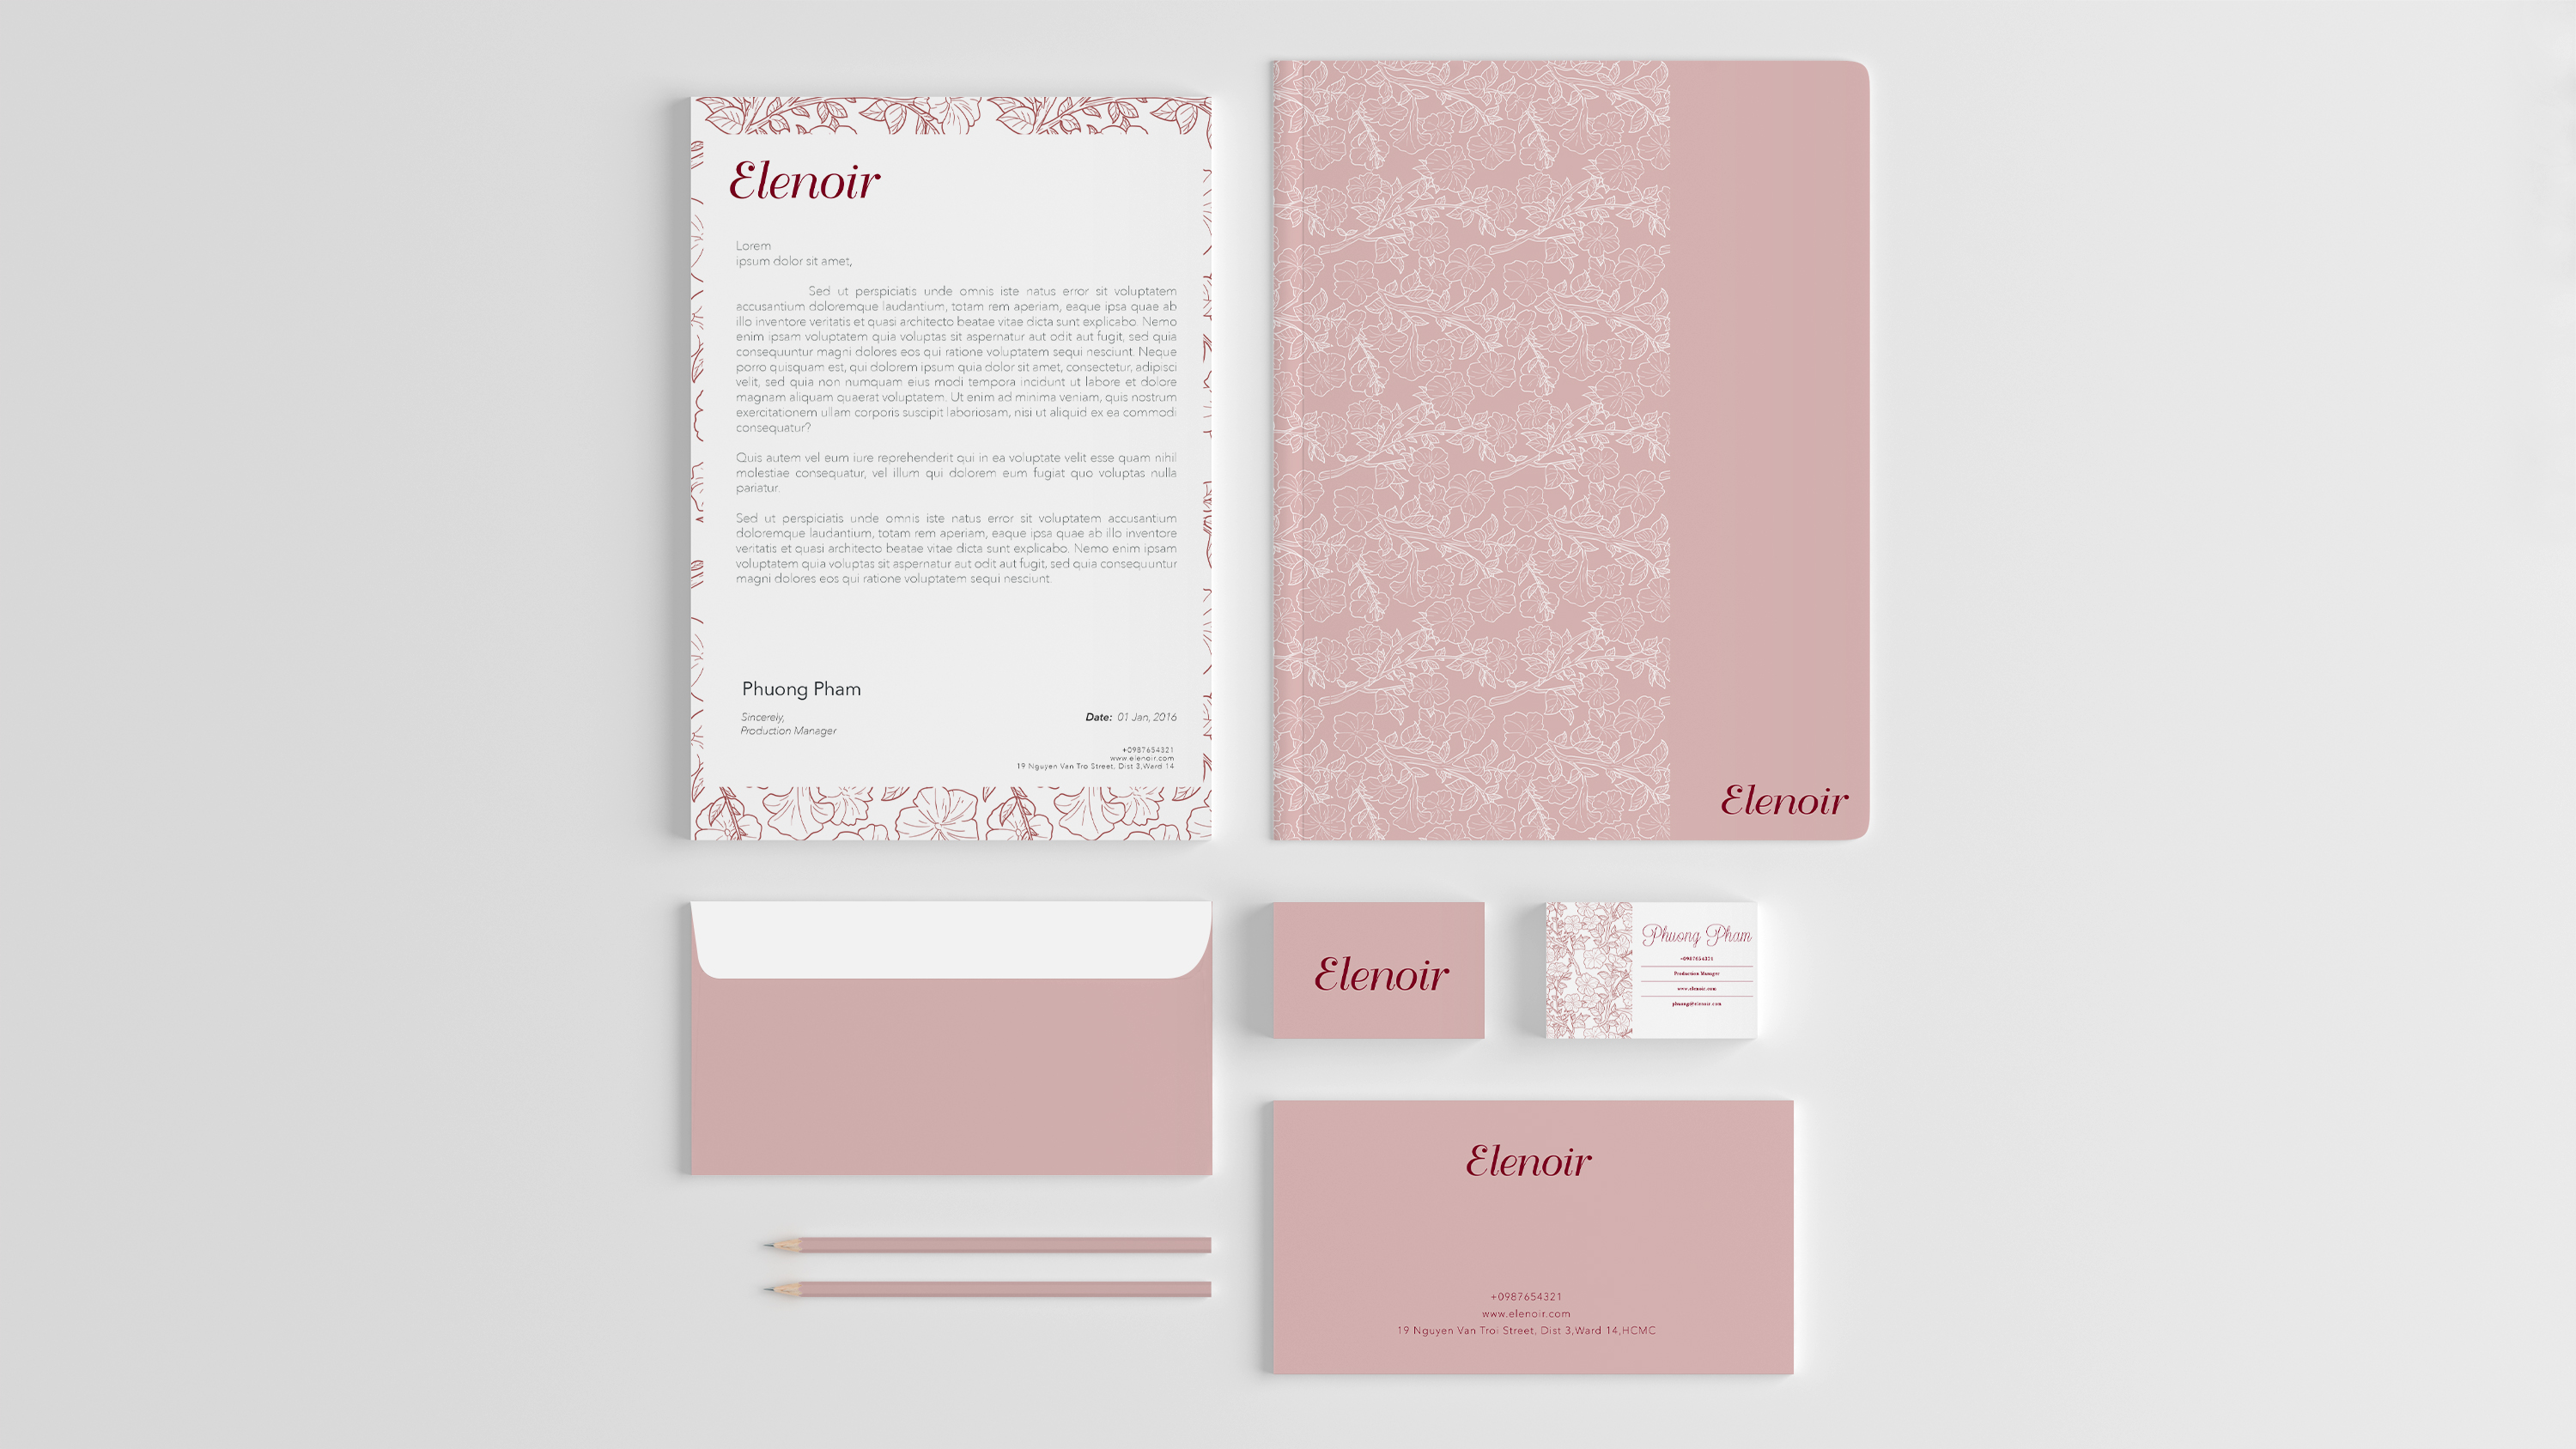 Elenoir
Lorem
ipsum dolor sit amet,
Sed ut perspiciatis unde omnis iste natus error sit voluptatem
accusantium doloremque laudantium, totam rem aperiam, eaque ipsa quae ab
illo inventore veritatis et quasi architecto beatae vitae dicta sunt explicabo. Nemo
enim ipsam voluptatem quia voluptas sit aspernatur aut odit aut fugit, sed quia
consequuntur magni dolores eos qui ratione voluptatem sequi nesciunt. Neque
porro quisquam est, qui dolorem ipsum quia dolor sit amet, consectetur, adipisci
velit, sed quia non numquam eius modi tempora incidunt ut labore et dolore
magnam aliquam quaerat voluptatem. Ut enim ad minima veniam, quis nostrum
exercitationem ullam corporis suscipit laboriosam, nisi ut aliquid ex ea commodi
consequatur?
Quis autem vel eum iure reprehenderit qui in ea voluptate velit esse quam nihil
molestiae consequatur, vel illum qui dolorem eum fugiat quo voluptas nulla
pariatur.
Sed ut perspiciatis unde omnis iste natus error sit voluptatem accusantium
doloremque laudantium, totam rem aperiam, eaque ipsa quae ab illo inventore
veritatis et quasi architecto beatae vitae dicta sunt explicabo. Nemo enim ipsam
voluptatem quia voluptas sit aspernatur aut odit aut fugit, sed quia consequuntur
magni dolores eos qui ratione voluptatem sequi nesciunt.
Phuong Pham
Sincerely,
Production Manager
Date: 01 Jan, 2016
+0987654321
www.elenoir.com
19 Nguyen Van Tro Street, Dist 3,Ward 14
Elenoir
Elenoir
Phuong Pham
+0987654321
Production Manager
www.elenoir.com
phuong@elenoir.com
Elenoir
+0987654321
www.elenoir.com
19 Nguyen Van Troi Street, Dist 3,Ward 14,HCMC